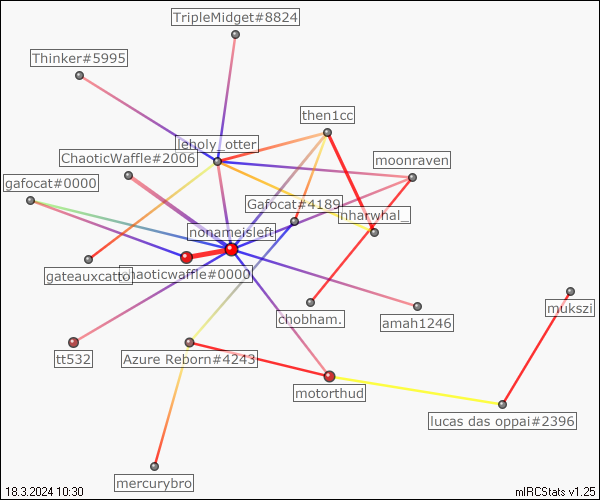 TripleMidget#8824
Thinker#5995
then1cc
leholy_otter
ChaoticWaffle#2006
moonraven
gafocat#0000
Gafocat#4189
nharwhal_
nonameisleft
gateauxcatto
chaoticwaffle#0000
mukszi
chobham.
amah1246
tt532
Azure Reborn#4243
motorthud
lucas das oppai#2396
mercurybro
18.3.2024 10:30
mIRCStats v1.25